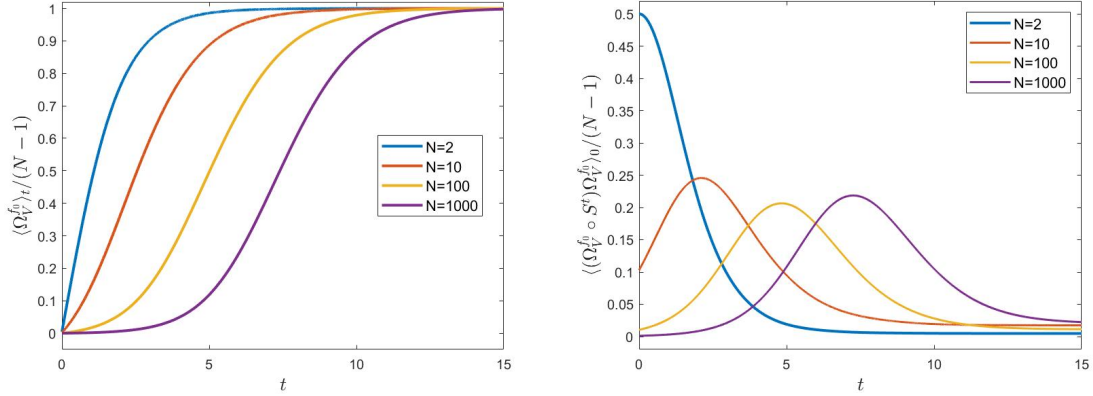 1
0.9
0.8
0.7
0.6
0.5
0.4
0.3
0.2
0.1
0
⟨Ω_V^{f_0}⟩_t/(N − 1)
N=2
N=10
N=100
N=1000
0 5 10 15
t
0.5
0.45
0.4
0.35
0.3
0.25
0.2
0.15
0.1
0.05
0
⟨(Ω_V^{f_0} ∘ S^t)Ω_V^{f_0}⟩_0/(N − 1)
N=2
N=10
N=100
N=1000
0 5 10 15
t